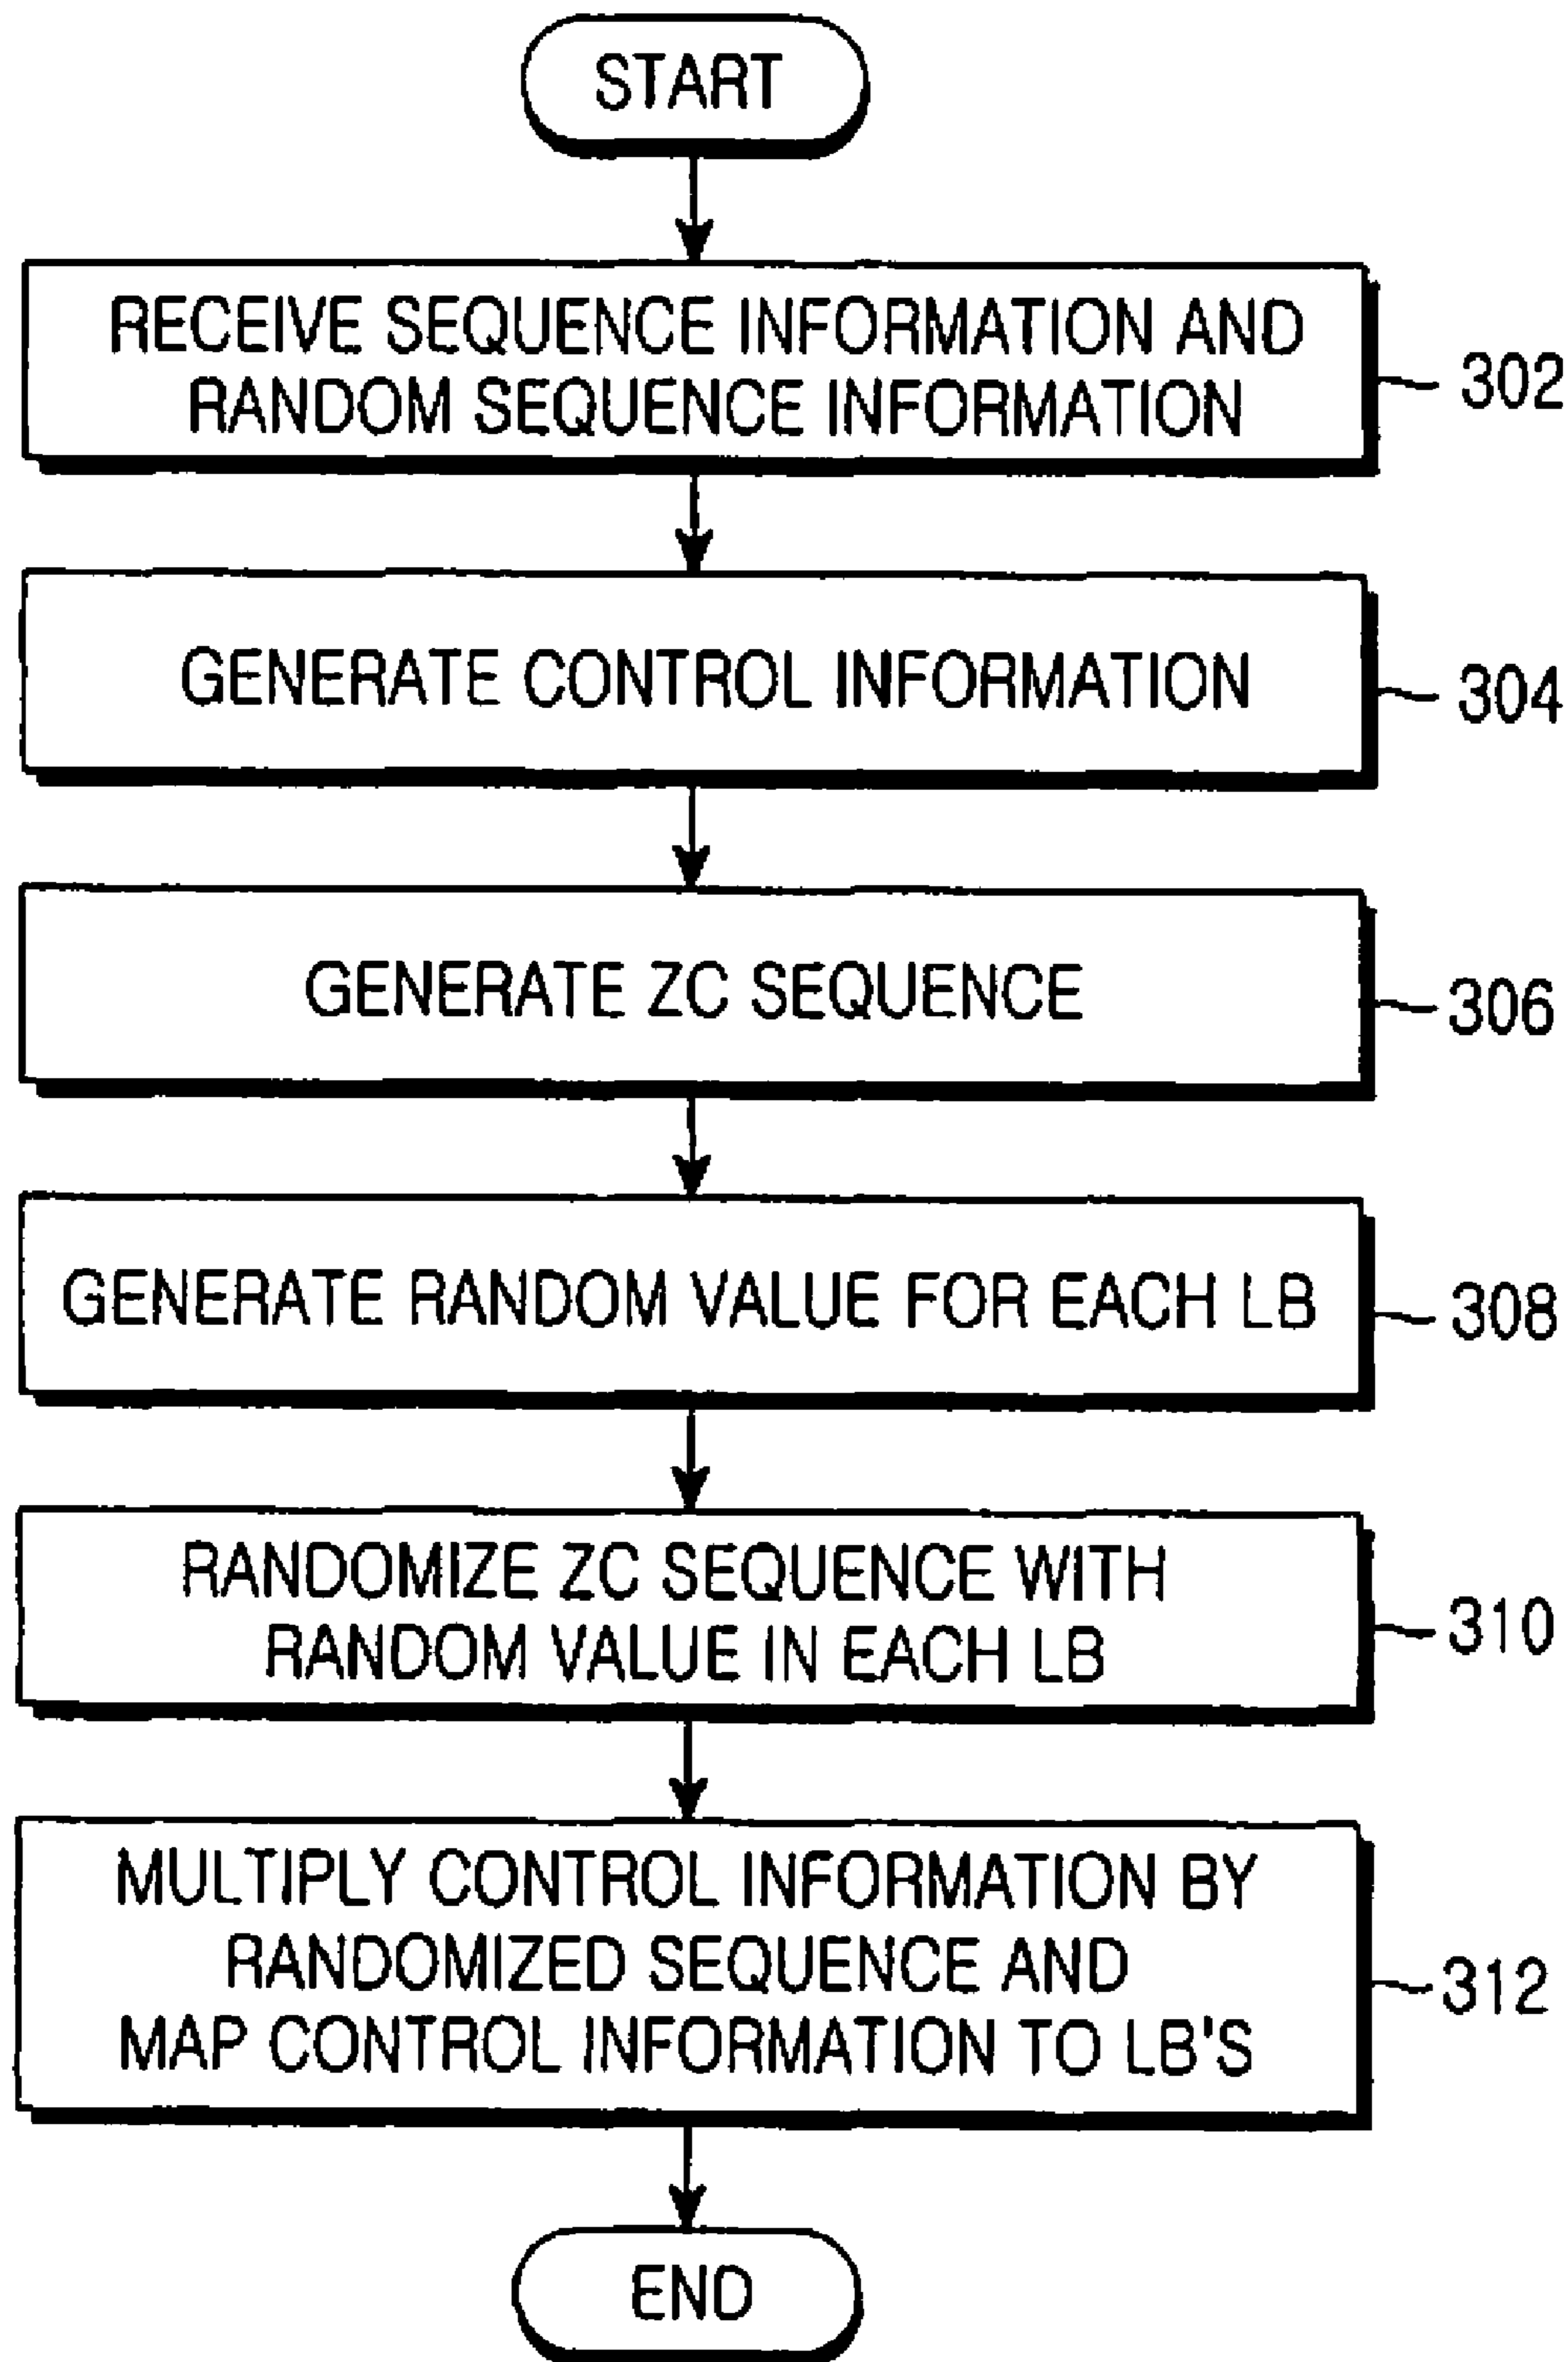 START
RECEIVE SEQUENCE INFORMATION AND
RANDOM SEQUENCE INFORMATION
302
GENERATE CONTROL INFORMATION
304
GENERATE ZC SEQUENCE
306
GENERATE RANDOM VALUE FOR EACH LB
308
RANDOMIZE ZC SEQUENCE WITH
RANDOM VALUE IN EACH LB
310
MULTIPLY CONTROL INFORMATION BY
RANDOMIZED SEQUENCE AND
MAP CONTROL INFORMATION TO LB'S
312
END